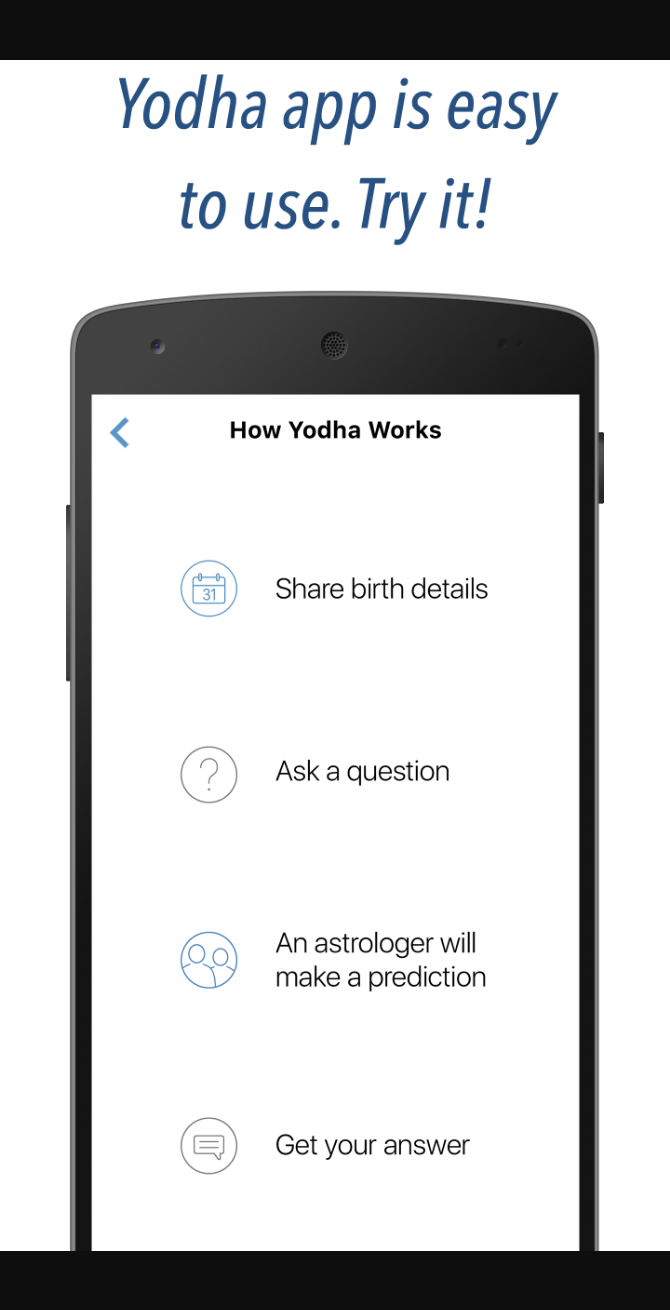 Yodha app is easy
to use. Try it!
How Yodha Works
31
Share birth details
?
Ask a question
An astrologer will
make a prediction
Get your answer